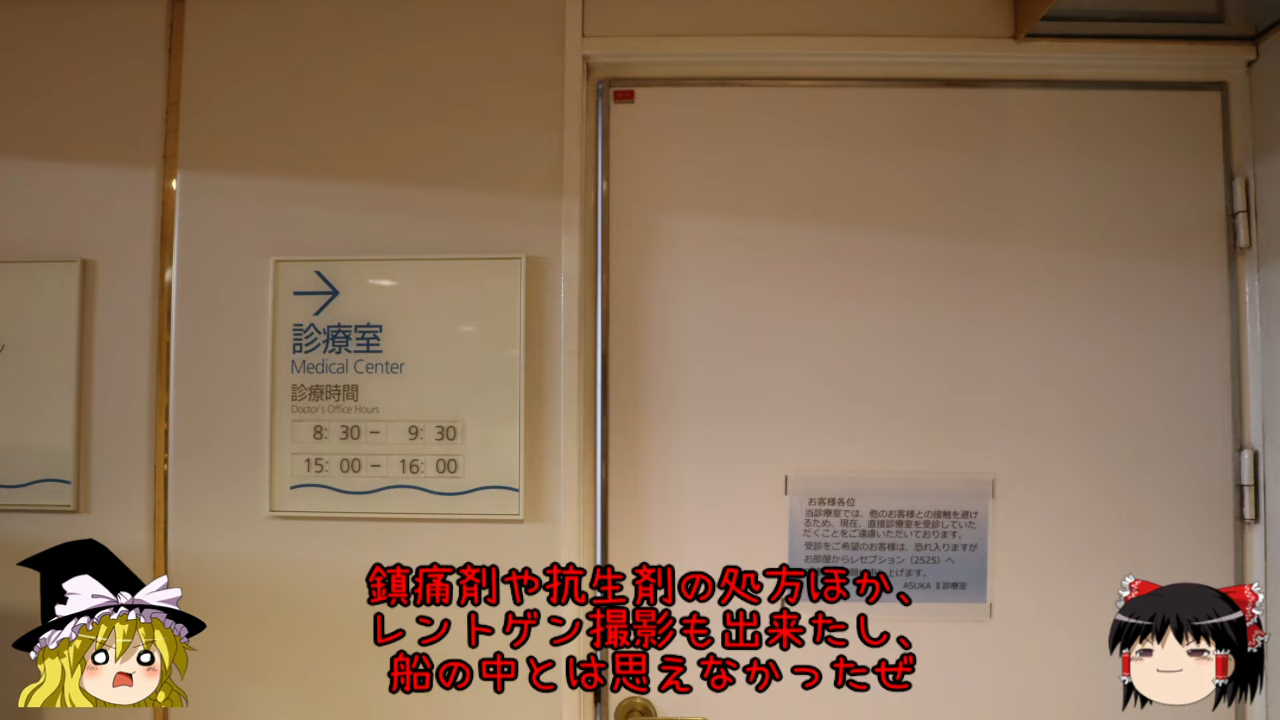 診療室
Medical Center
診療時間
Doctor's Office Hours
8: 30 - 9: 30
15: 00 - 16: 00
お客様各位
当診療室では、他のお客様との接触を避け
るため、現在、直接診療室を受診していた
だくことをご遠慮いただいております。
受診をご希望のお客様は、恐れ入りますが
お部屋からレセプション（2525）へ
上げます。
ASUKA Ⅱ診療室
鎮痛剤や抗生剤の処方ほか、
レントゲン撮影も出来たし、
船の中とは思えなかったぜ